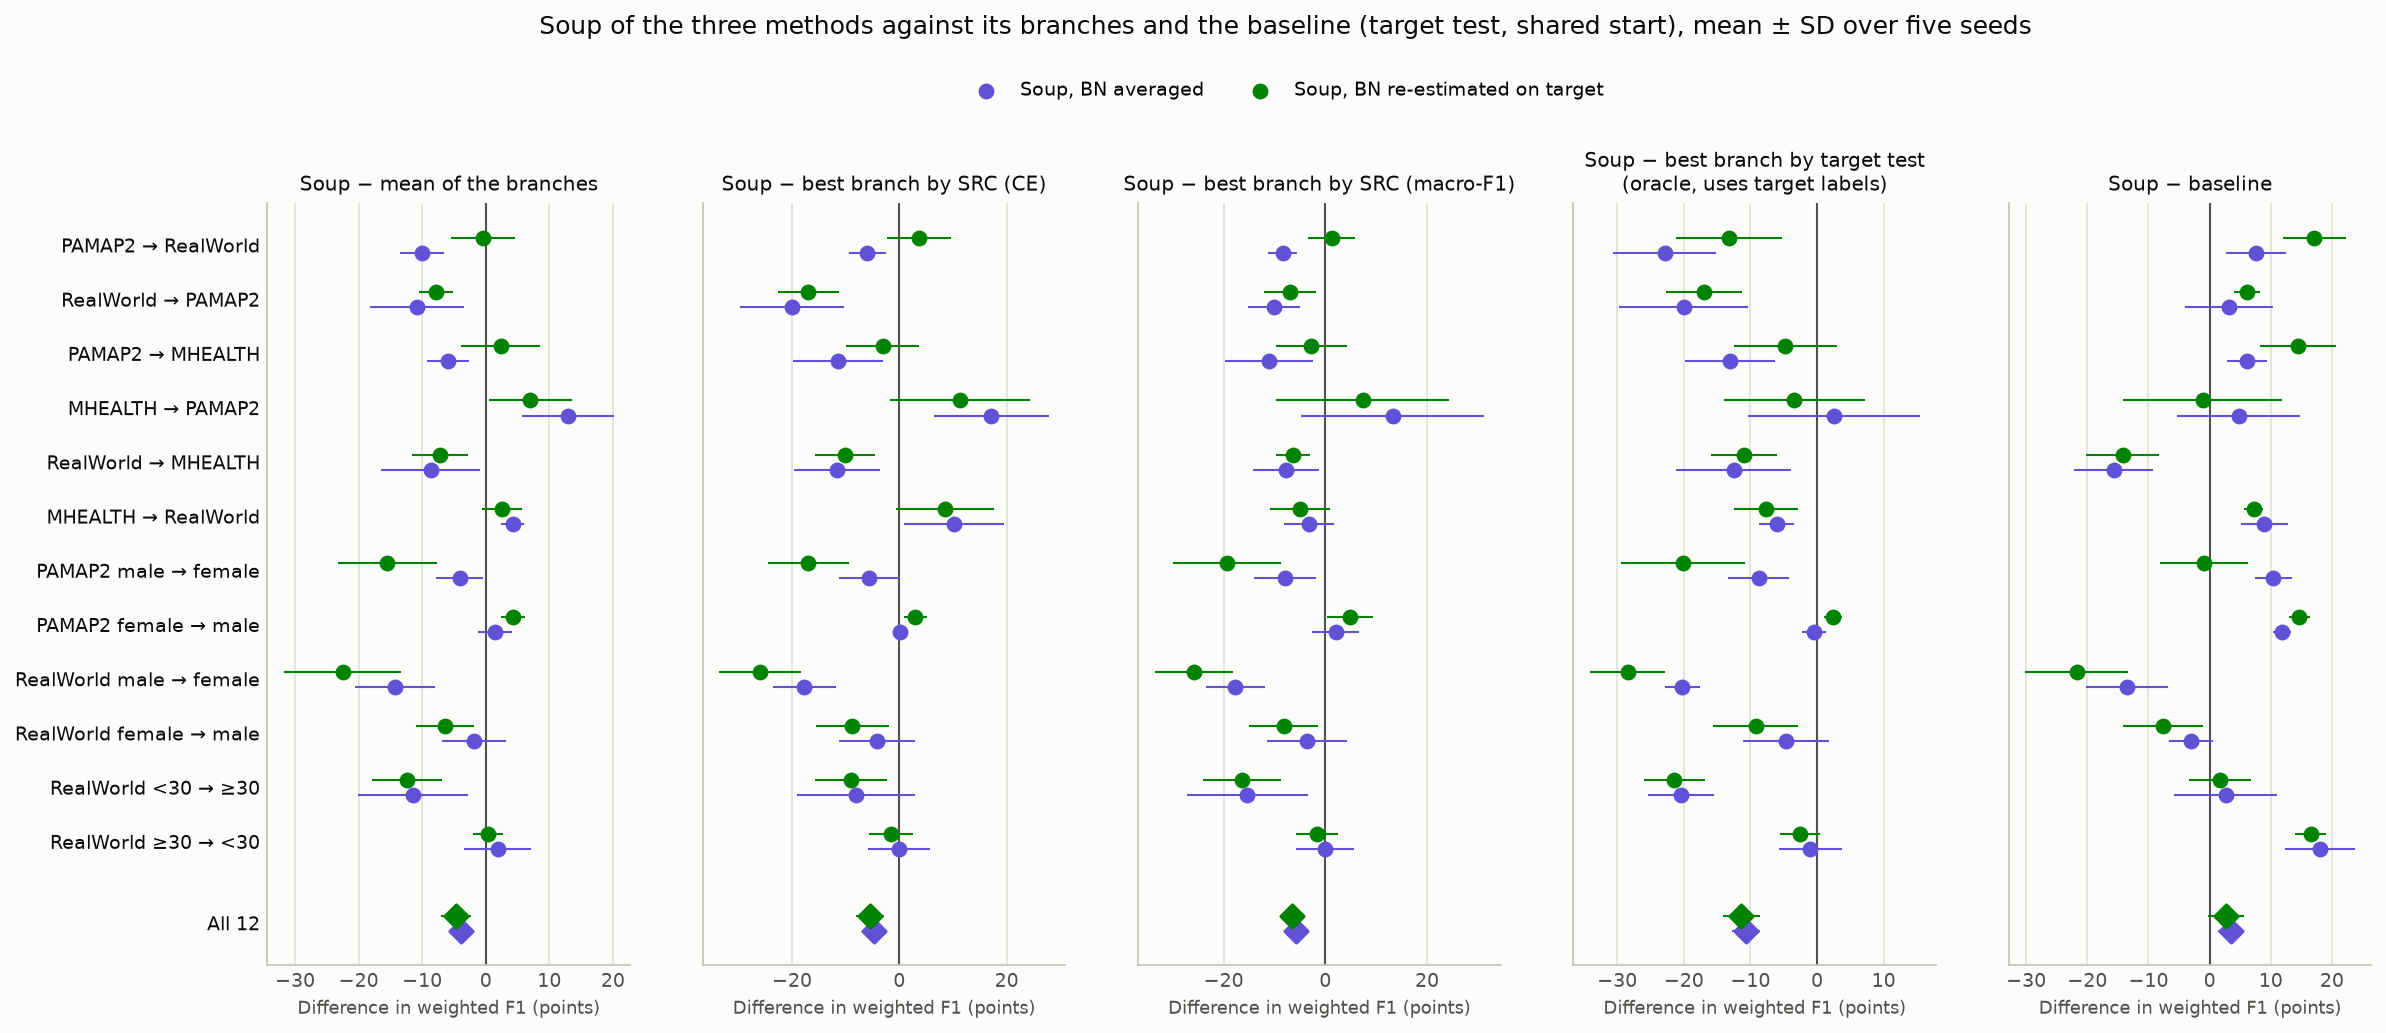 Soup of the three methods against its branches and the baseline (target test, shared start), mean ± SD over five seeds
Soup, BN averaged
Soup, BN re-estimated on target
Soup − mean of the branches
Soup − best branch by SRC (CE)
Soup − best branch by SRC (macro-F1)
Soup − best branch by target test
(oracle, uses target labels)
Soup − baseline
PAMAP2 → RealWorld
RealWorld → PAMAP2
PAMAP2 → MHEALTH
MHEALTH → PAMAP2
RealWorld → MHEALTH
MHEALTH → RealWorld
PAMAP2 male → female
PAMAP2 female → male
RealWorld male → female
RealWorld female → male
RealWorld <30 → ≥30
RealWorld ≥30 → <30
All 12
−30 −20 −10 0 10 20
−20 0 20
−20 0 20
−30 −20 −10 0 10
−30 −20 −10 0 10 20
Difference in weighted F1 (points)
Difference in weighted F1 (points)
Difference in weighted F1 (points)
Difference in weighted F1 (points)
Difference in weighted F1 (points)